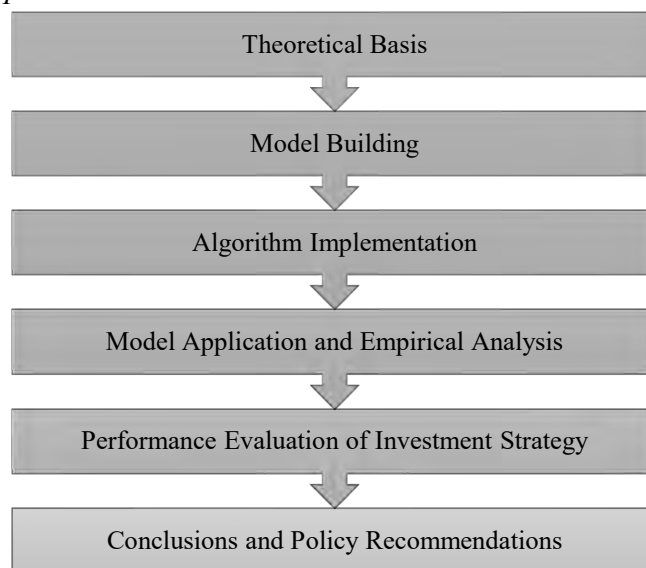 Theoretical Basis
Model Building
Algorithm Implementation
Model Application and Empirical Analysis
Performance Evaluation of Investment Strategy
Conclusions and Policy Recommendations